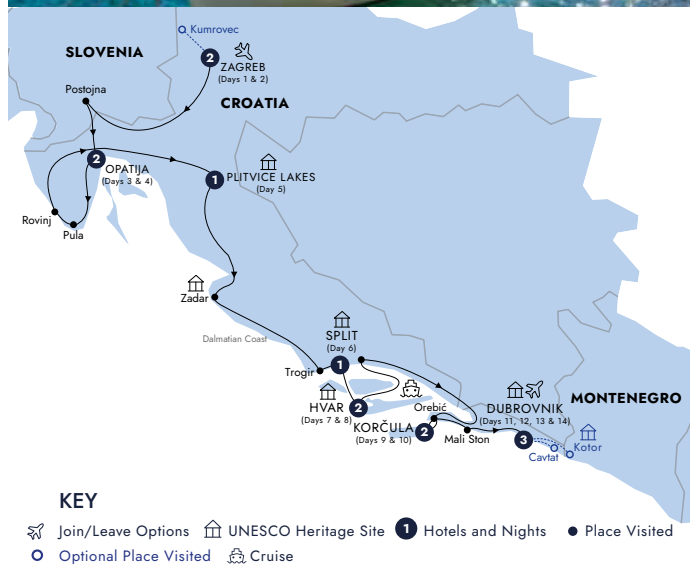 Kumrovec
SLOVENIA
2
ZAGREB
(Days 1 & 2)
Postojna
CROATIA
2
OPATIJA
(Days 3 & 4)
1
PLITVICE LAKES
(Day 5)
Rovinj
Pula
Zadar
Dalmatian Coast
SPLIT
(Day 6)
1
Trogir
HVAR
(Days 7 & 8)
2
Orebić
KORČULA
(Days 9 & 10)
2
Mali Ston
DUBROVNIK
(Days 11, 12, 13 & 14)
3
MONTENEGRO
Cavtat
Kotor
KEY
Join/Leave Options UNESCO Heritage Site 1 Hotels and Nights Place Visited
Optional Place Visited Cruise